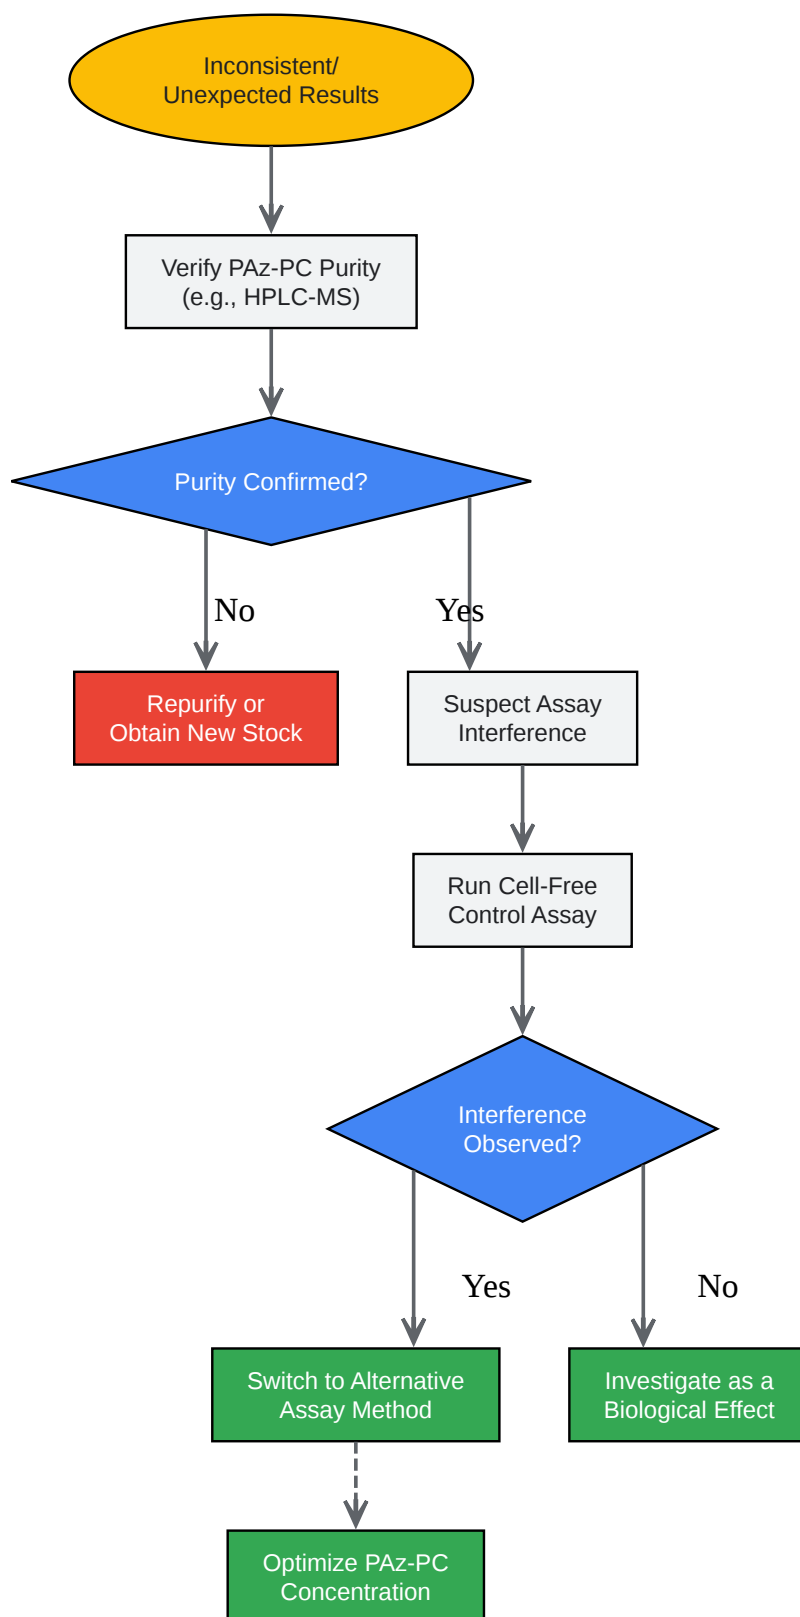 Inconsistent/
Unexpected Results
Verify PAz-PC Purity
(e.g., HPLC-MS)
Purity Confirmed?
No
Yes
Repurify or
Obtain New Stock
Suspect Assay
Interference
Run Cell-Free
Control Assay
Interference
Observed?
Yes
No
Switch to Alternative
Assay Method
Investigate as a
Biological Effect
Optimize PAz-PC
Concentration